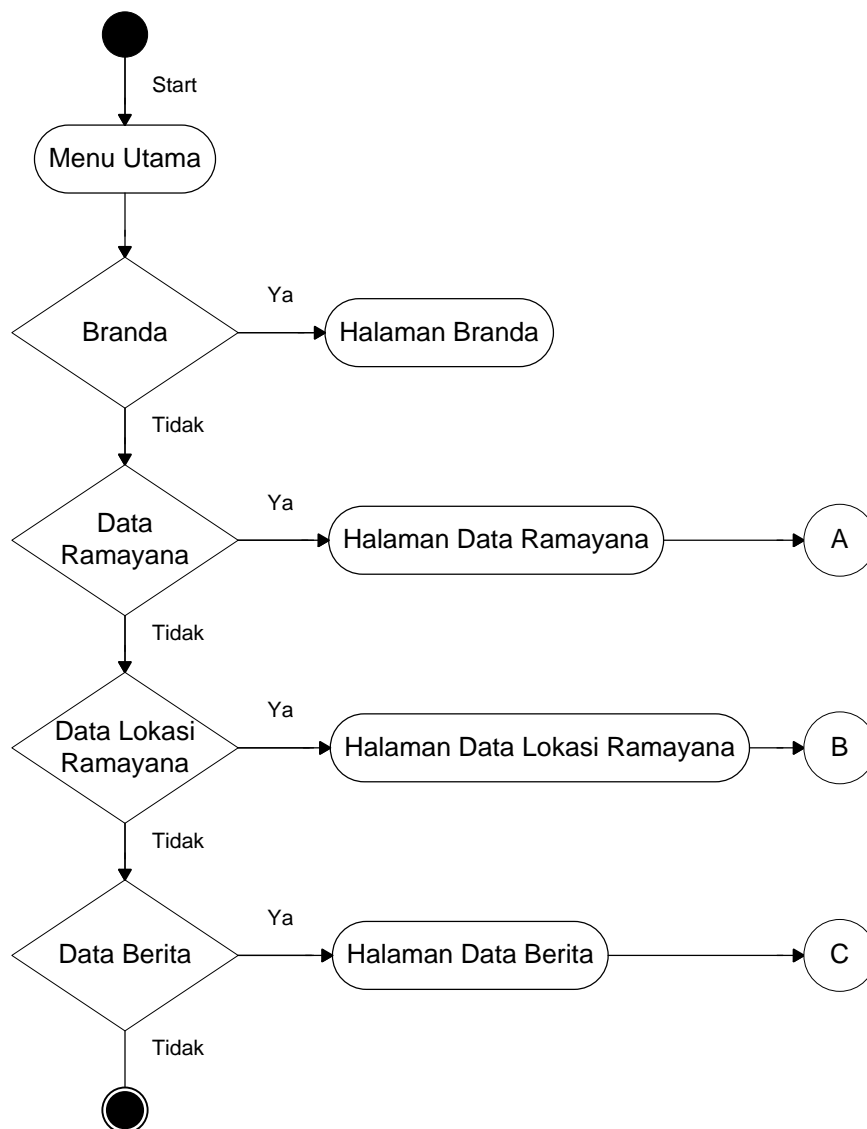 Start
Menu Utama
Branda
Ya
Halaman Branda
Tidak
Data
Ramayana
Ya
Halaman Data Ramayana
A
Tidak
Data Lokasi
Ramayana
Ya
Halaman Data Lokasi Ramayana
B
Tidak
Data Berita
Ya
Halaman Data Berita
C
Tidak